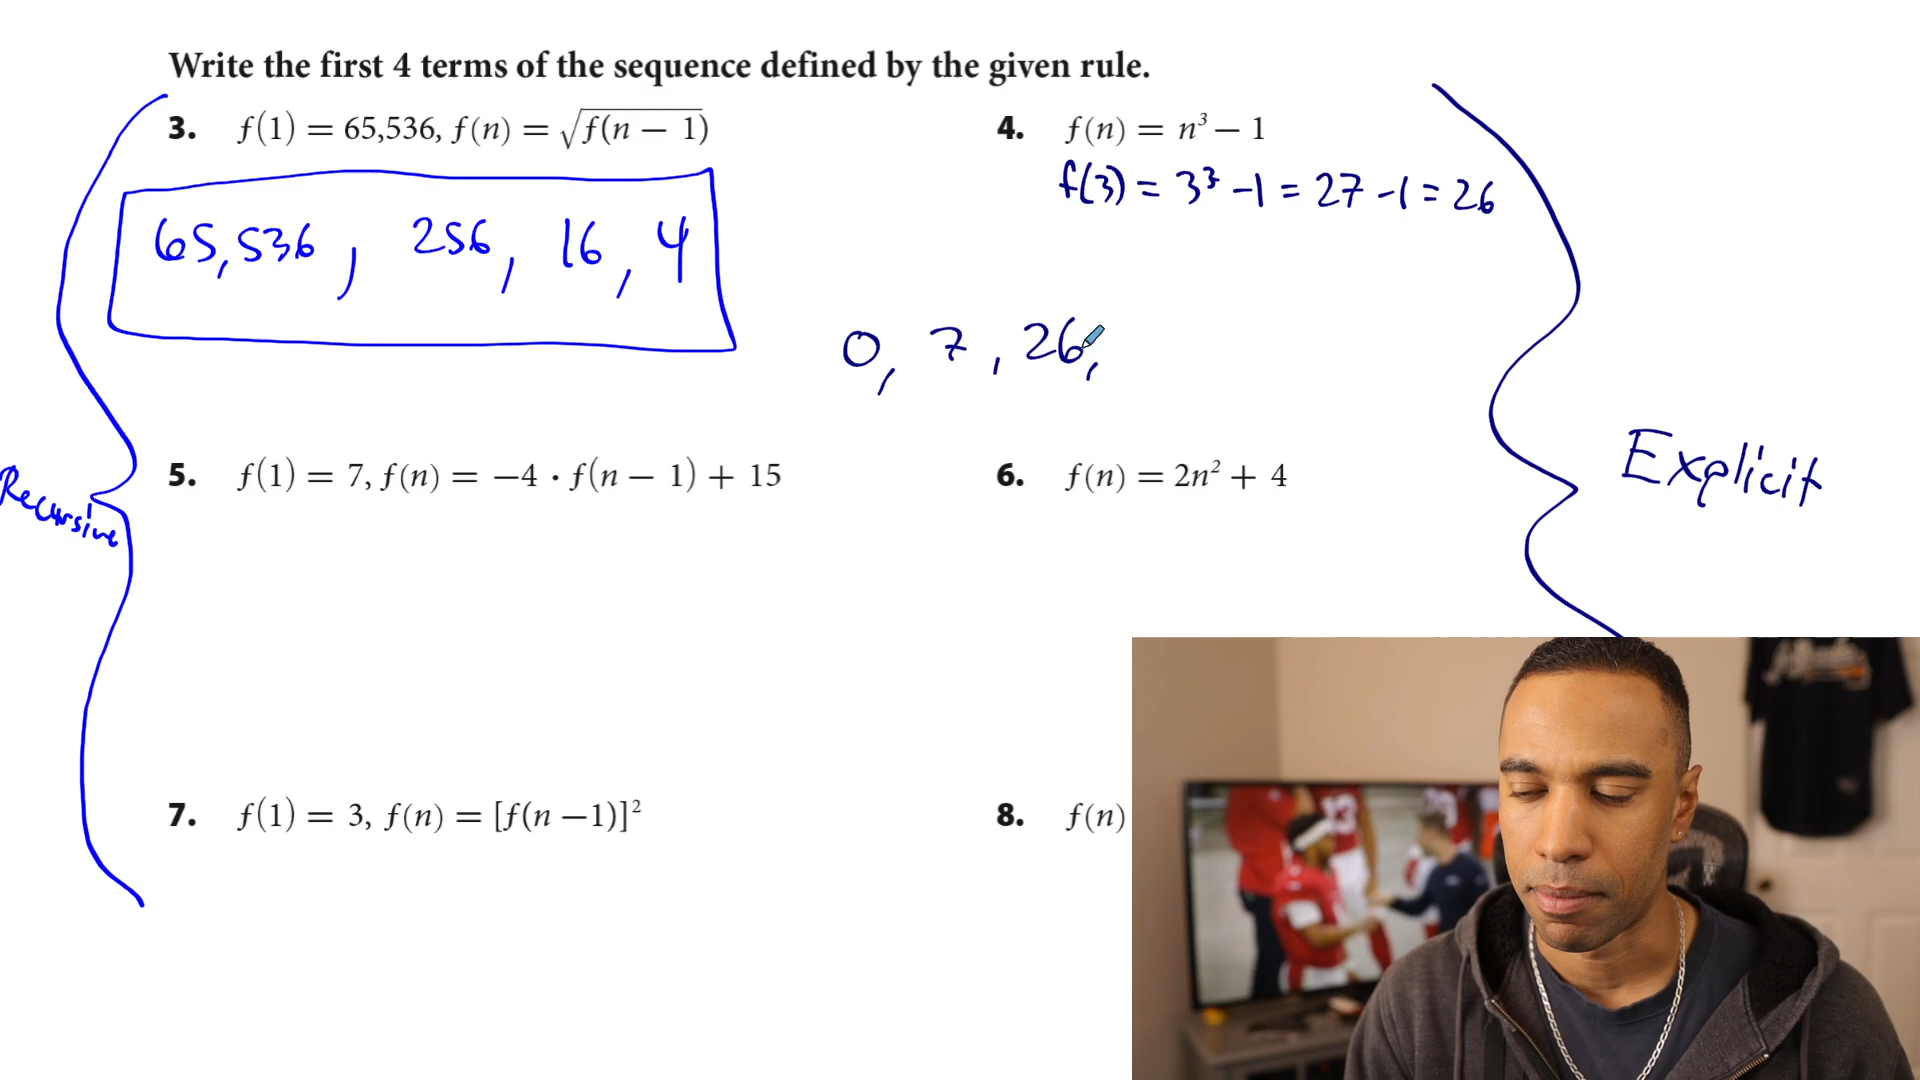 Write the first 4 terms of the sequence defined by the given rule.
3. f(1) = 65,536, f(n) = √f(n − 1)
65,536, 256, 16, 4
4. f(n) = n³ − 1
f(3) = 3³ -1 = 27 -1 = 26
0, 7, 26,
Recursive
5. f(1) = 7, f(n) = −4 · f(n − 1) + 15
6. f(n) = 2n² + 4
Explicit
7. f(1) = 3, f(n) = [f(n −1)]²
8. f(n)
13